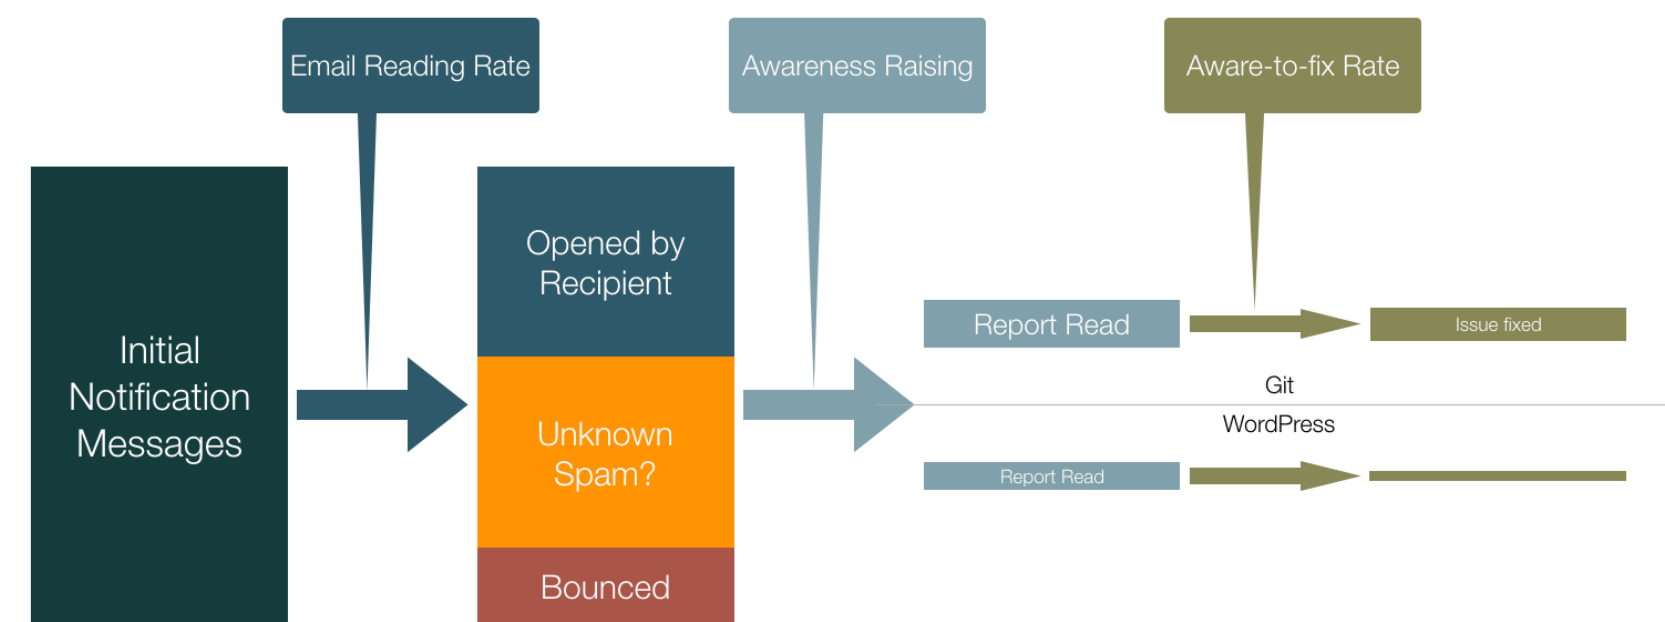 Email Reading Rate
Awareness Raising
Aware-to-fix Rate
Initial
Notification
Messages
Opened by
Recipient
Unknown
Spam?
Bounced
Report Read
Issue fixed
Git
WordPress
Report Read